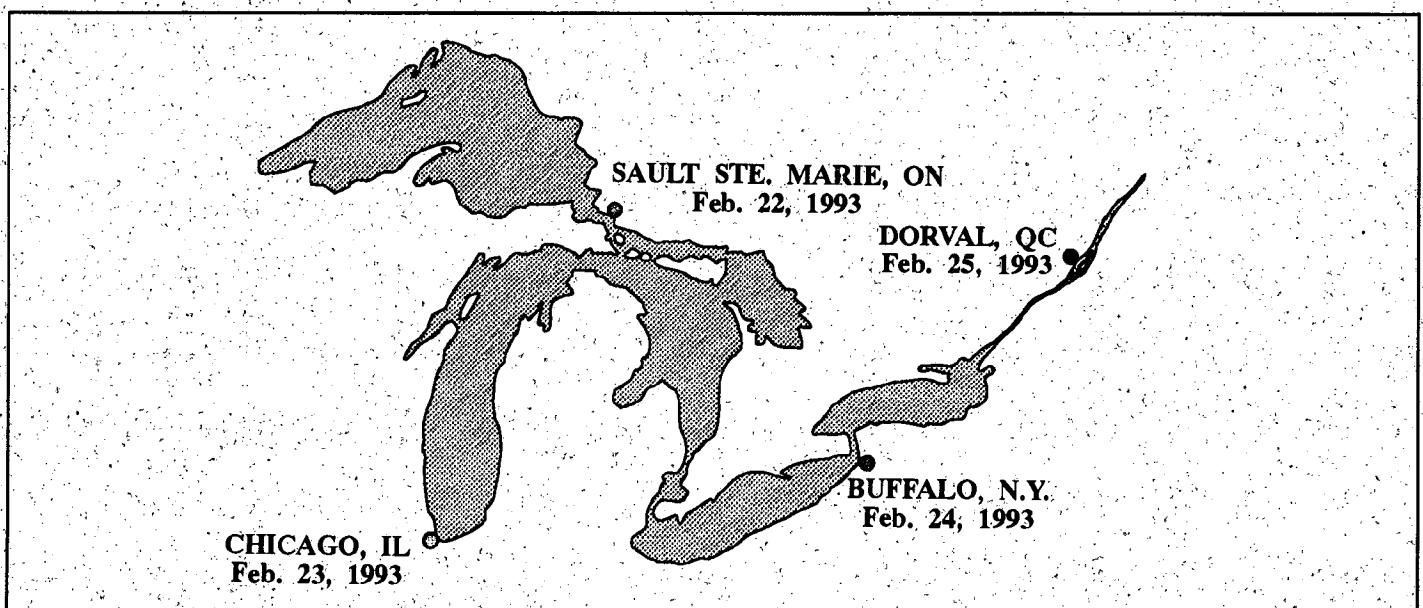 SAULT STE. MARIE, ON
Feb. 22, 1993
DORVAL, QC
Feb. 25, 1993
BUFFALO, N.Y.
Feb. 24, 1993
CHICAGO, IL
Feb. 23, 1993